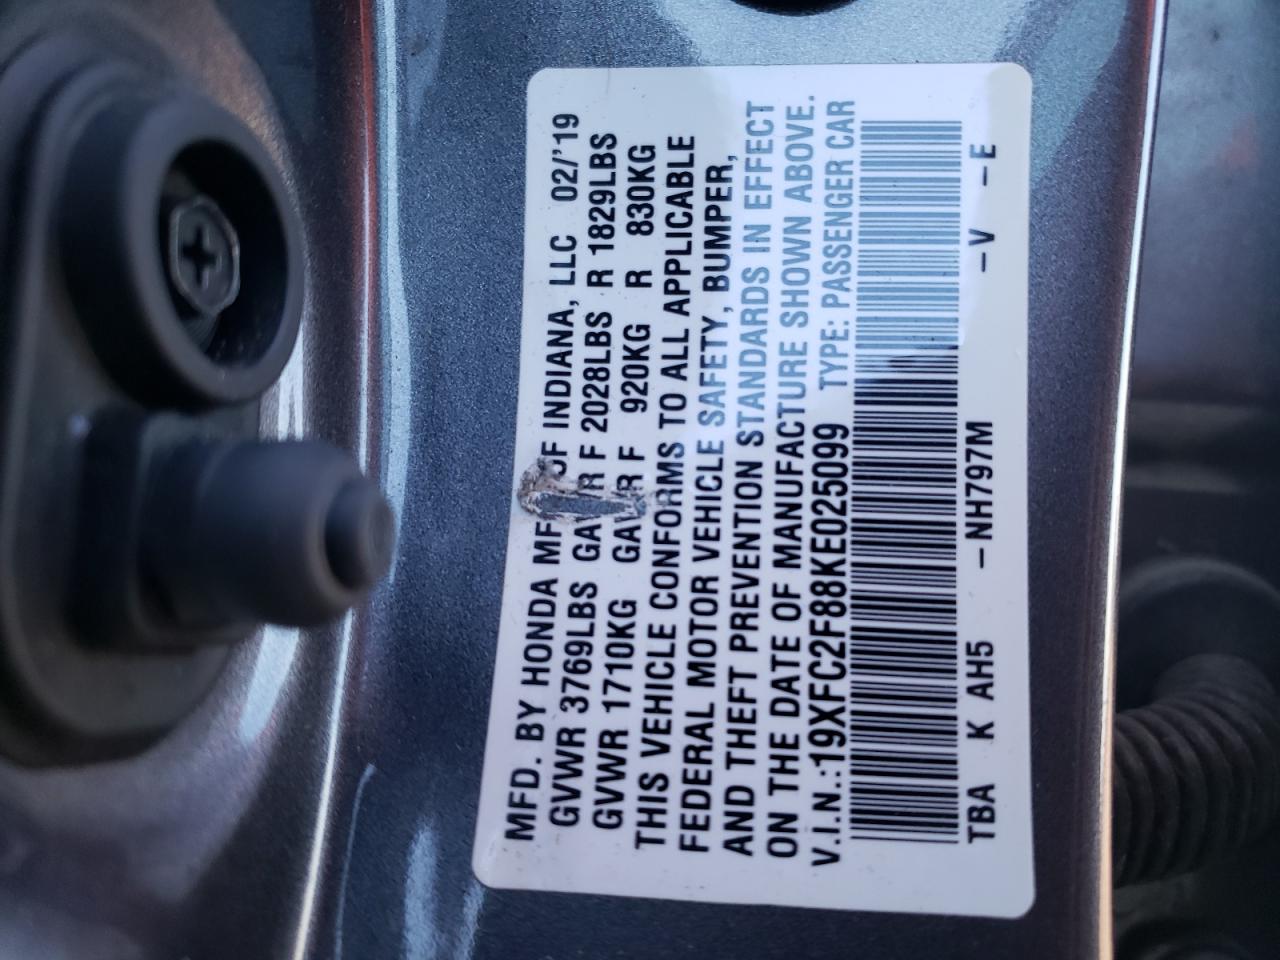 MFD. BY HONDA MF OF INDIANA, LLC 02/'19
GVWR 3769LBS GAWR F 2028LBS R 1829LBS
GVWR 1710KG GAWR F 920KG R 830KG
THIS VEHICLE CONFORMS TO ALL APPLICABLE
FEDERAL MOTOR VEHICLE SAFETY, BUMPER,
AND THEFT PREVENTION STANDARDS IN EFFECT
ON THE DATE OF MANUFACTURE SHOWN ABOVE.
V.I.N.:19XFC2F88KE025099 TYPE: PASSENGER CAR
TBA K AH5 -NH797M -V -E